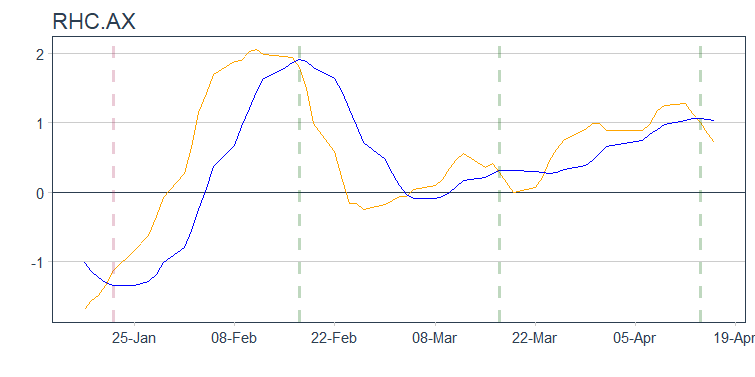 RHC.AX
2
1
0
-1
25-Jan
08-Feb
22-Feb
08-Mar
22-Mar
05-Apr
19-Apr